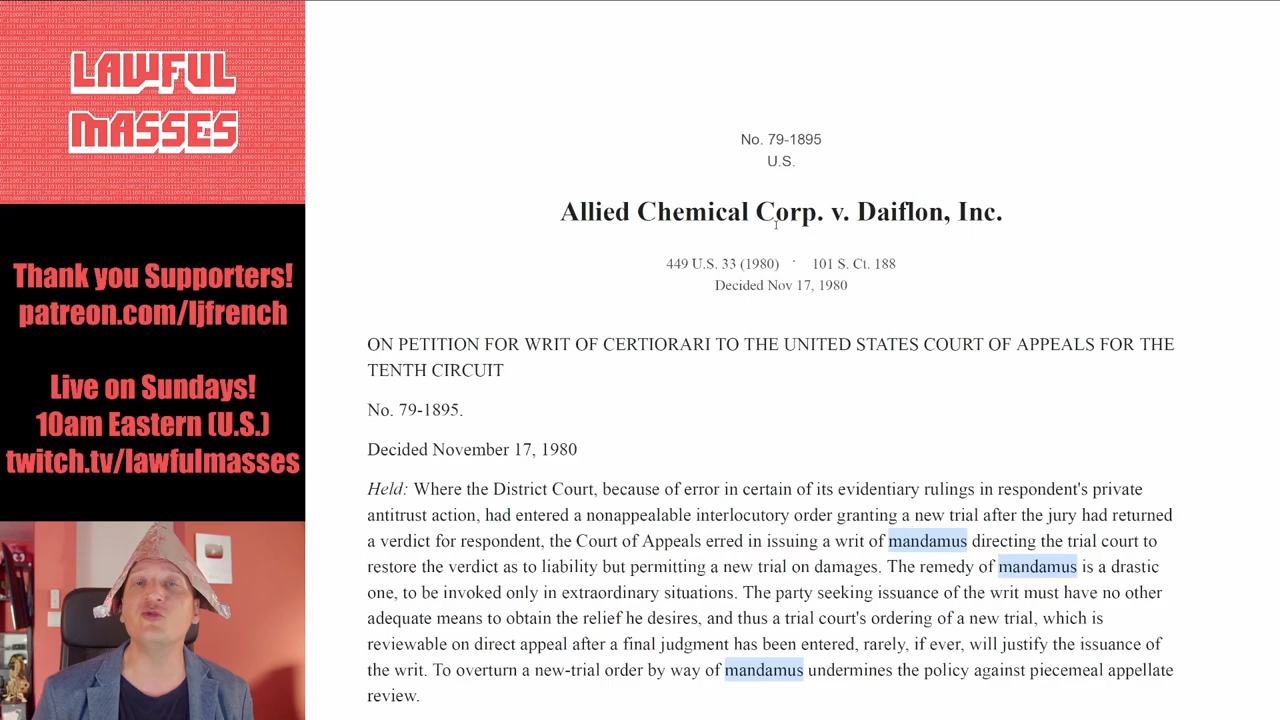 LAWFUL
MASSES
Thank you Supporters!
patreon.com/ljfrench
Live on Sundays!
10am Eastern (U.S.)
twitch.tv/lawfulmasses
No. 79-1895
U.S.
Allied Chemical Corp. v. Daiflon, Inc.
449 U.S. 33 (1980) · 101 S. Ct. 188
Decided Nov 17, 1980
ON PETITION FOR WRIT OF CERTIORARI TO THE UNITED STATES COURT OF APPEALS FOR THE
TENTH CIRCUIT
No. 79-1895.
Decided November 17, 1980
Held: Where the District Court, because of error in certain of its evidentiary rulings in respondent's private
antitrust action, had entered a nonappealable interlocutory order granting a new trial after the jury had returned
a verdict for respondent, the Court of Appeals erred in issuing a writ of mandamus directing the trial court to
restore the verdict as to liability but permitting a new trial on damages. The remedy of mandamus is a drastic
one, to be invoked only in extraordinary situations. The party seeking issuance of the writ must have no other
adequate means to obtain the relief he desires, and thus a trial court's ordering of a new trial, which is
reviewable on direct appeal after a final judgment has been entered, rarely, if ever, will justify the issuance of
the writ. To overturn a new-trial order by way of mandamus undermines the policy against piecemeal appellate
review.